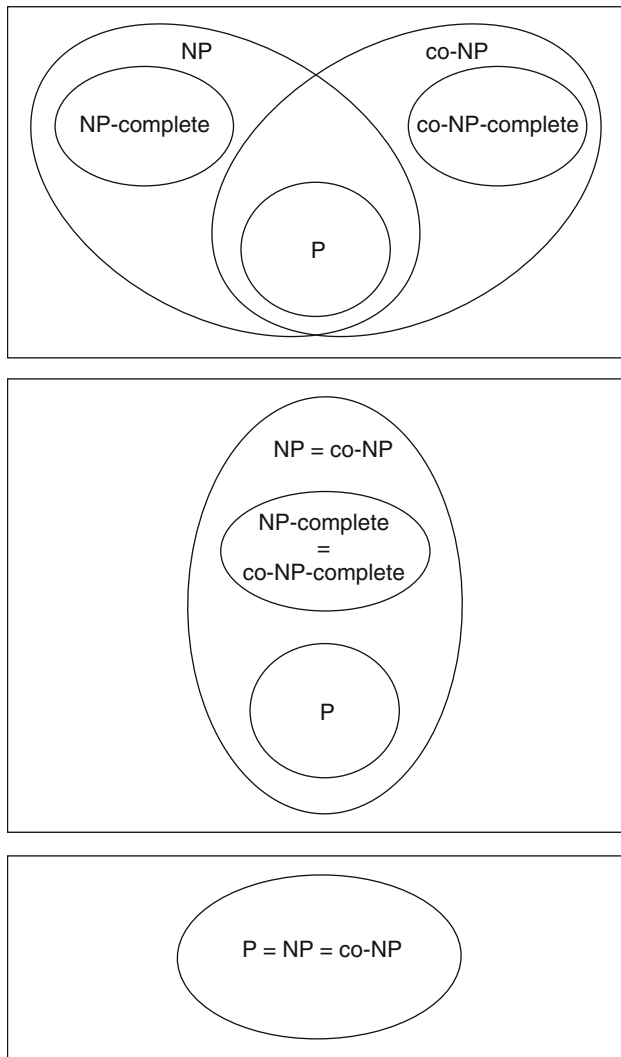 NP
co-NP
NP-complete
co-NP-complete
P
NP = co-NP
NP-complete
=
co-NP-complete
P
P = NP = co-NP